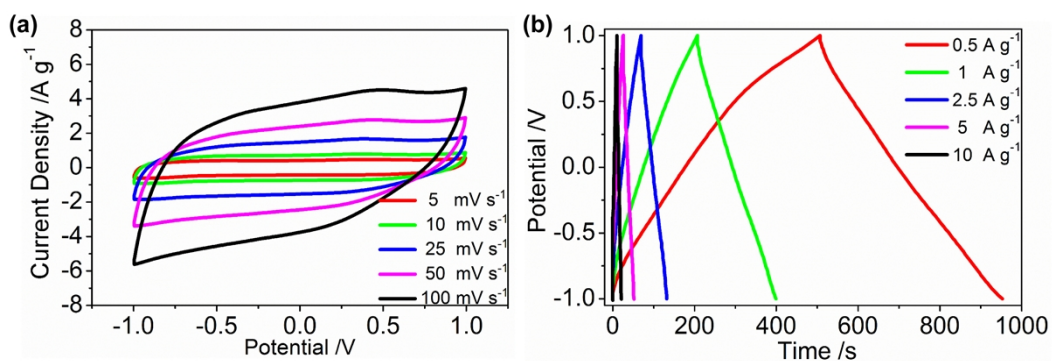 (a)
Current Density /A g⁻¹
8
6
4
2
0
-2
-4
-6
-8
5 mV s⁻¹
10 mV s⁻¹
25 mV s⁻¹
50 mV s⁻¹
100 mV s⁻¹
-1.0 -0.5 0.0 0.5 1.0
Potential /V
(b)
Potential /V
1.0
0.5
0.0
-0.5
-1.0
0.5 A g⁻¹
1 A g⁻¹
2.5 A g⁻¹
5 A g⁻¹
10 A g⁻¹
0 200 400 600 800 1000
Time /s